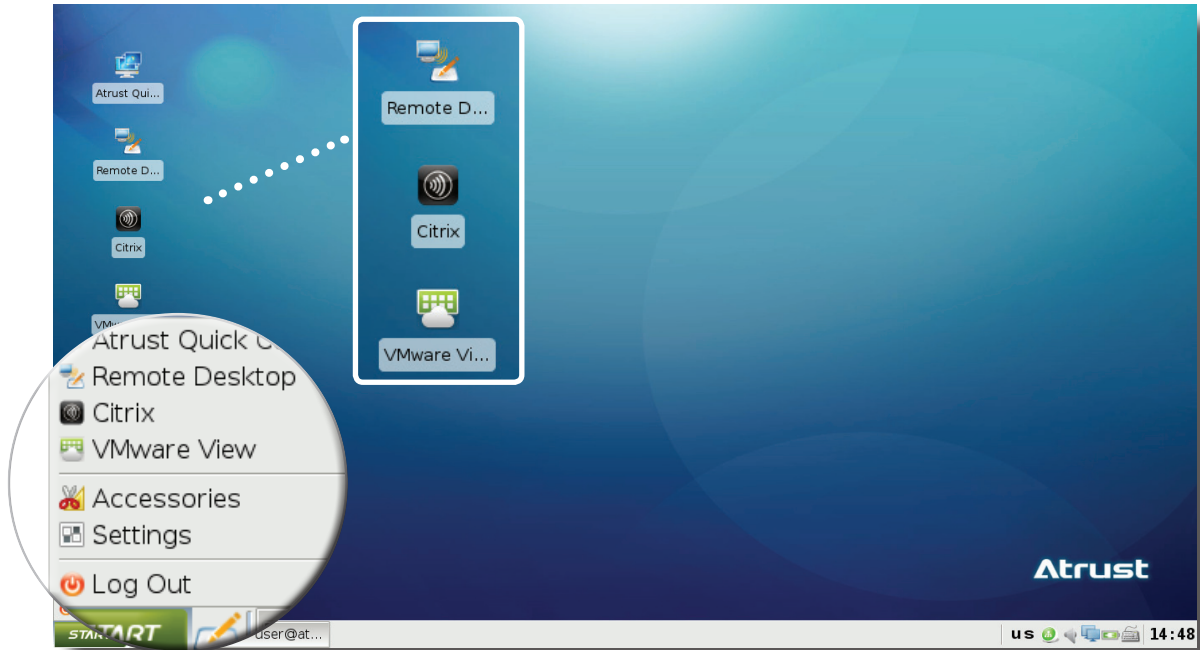 Atrust Qui...
Remote D...
Citrix
Remote D...
Citrix
VMware Vi...
Atrust Quick
Remote Desktop
Citrix
VMware View
Accessories
Settings
Log Out
START
user@at...
Atrust
us
14:48